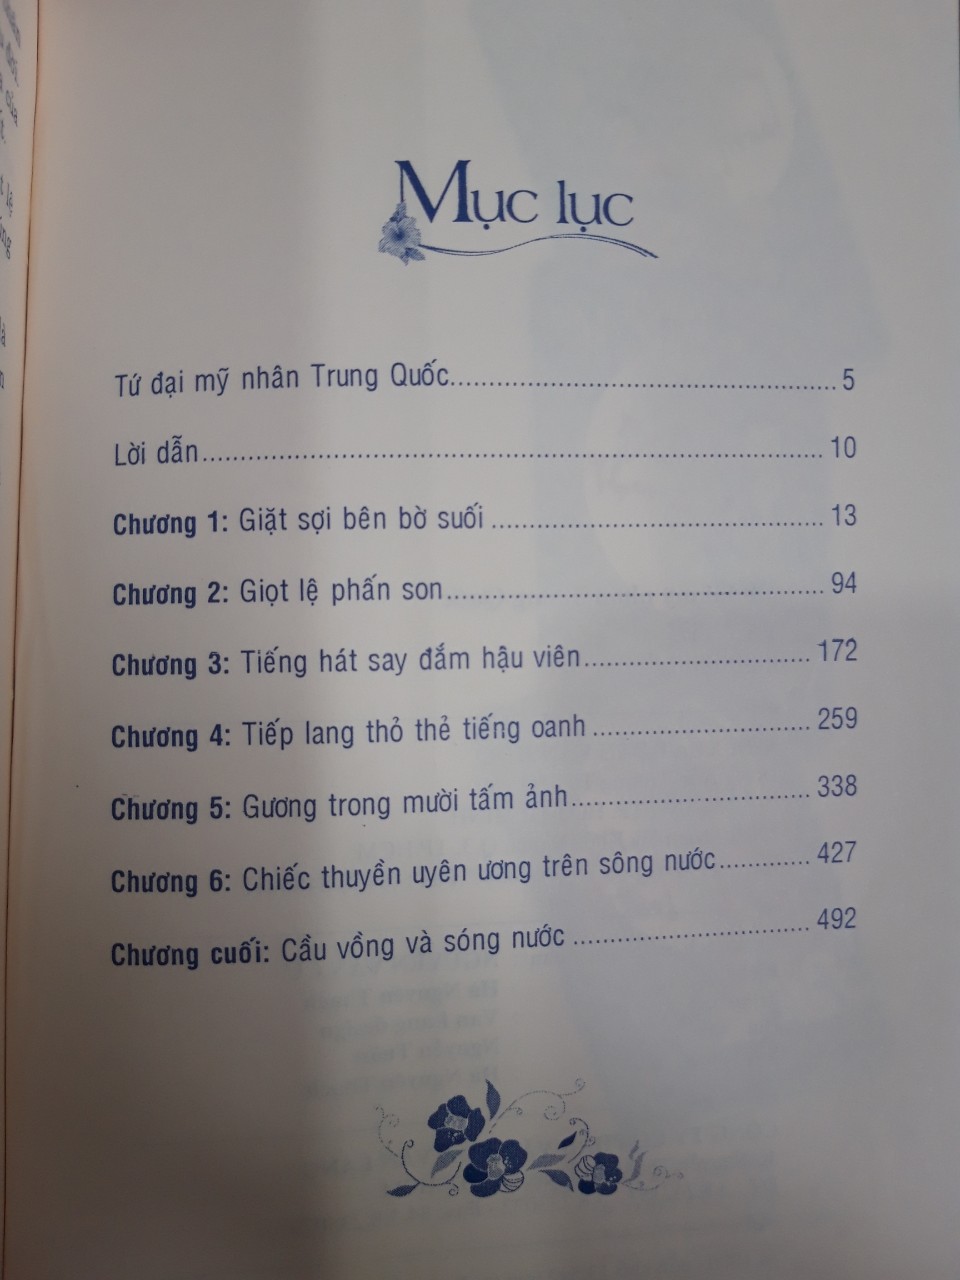 Mục lục
Tứ đại mỹ nhân Trung Quốc.................................................. 5
Lời dẫn.................................................................................. 10
Chương 1: Giặt sợi bên bờ suối ............................................ 13
Chương 2: Giọt lệ phấn son.................................................. 94
Chương 3: Tiếng hát say đắm hậu viên.............................. 172
Chương 4: Tiếp lang thỏ thẻ tiếng oanh ............................. 259
Chương 5: Gương trong mười tấm ảnh................................ 338
Chương 6: Chiếc thuyền uyên ương trên sông nước............ 427
Chương cuối: Cầu vồng và sóng nước ................................ 492